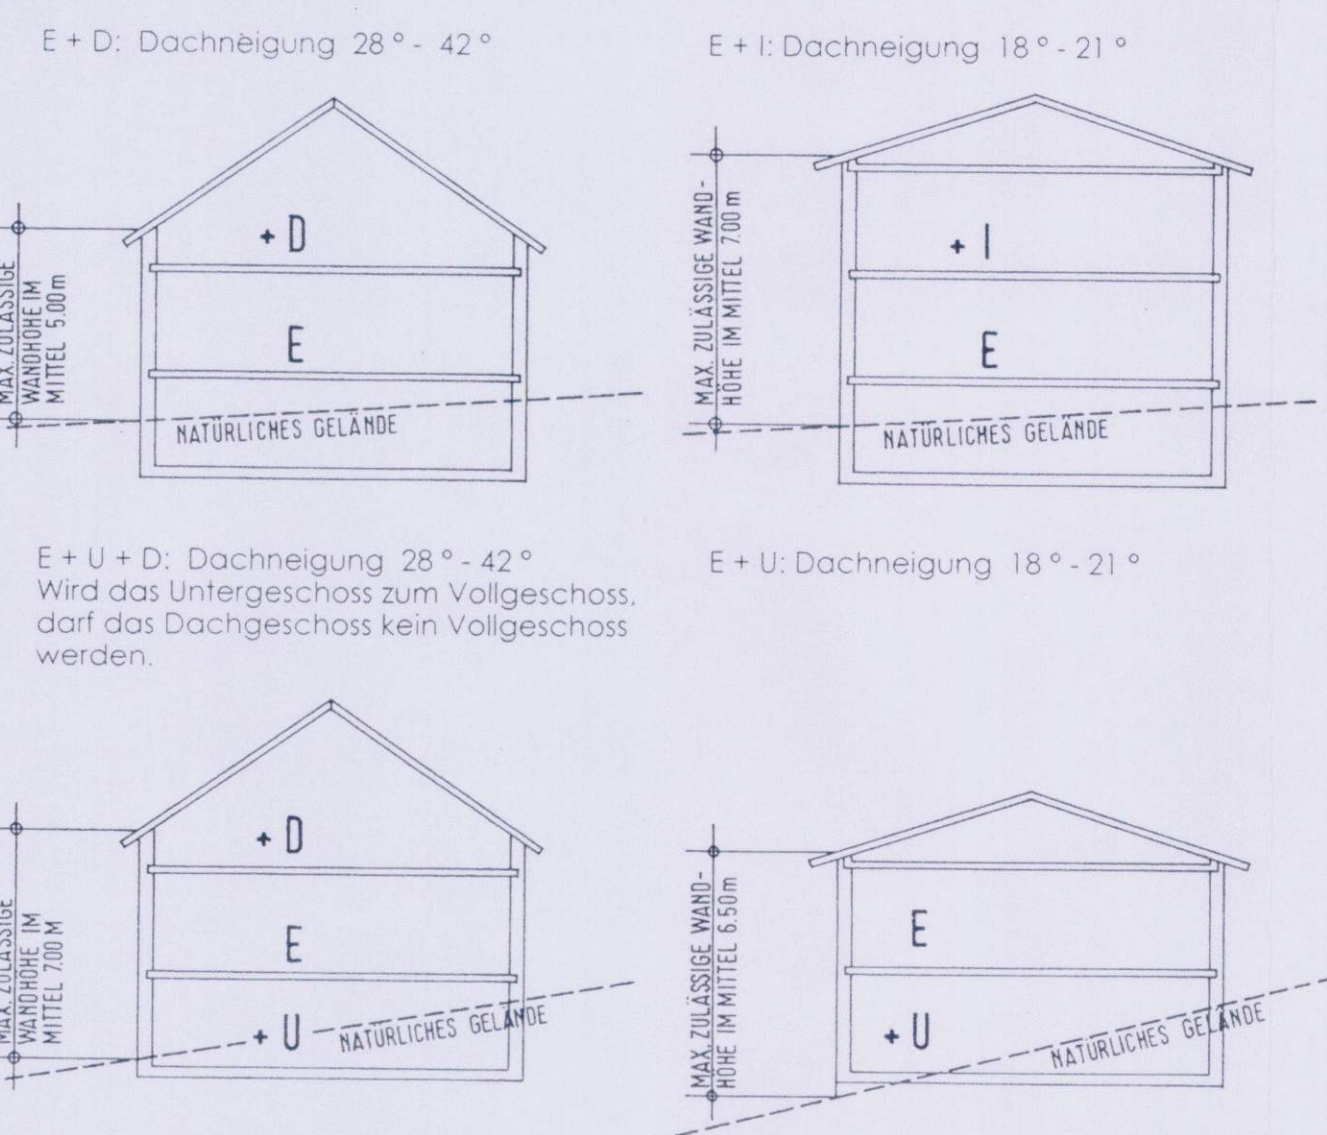 E + D: Dachneigung 28° - 42°
MAX. ZULÄSSIGE
WANDHÖHE IM
MITTEL 5.00m
+ D
E
NATÜRLICHES GELÄNDE
E + I: Dachneigung 18° - 21°
MAX. ZULÄSSIGE WAND-
HÖHE IM MITTEL 7.00m
+ I
E
NATÜRLICHES GELÄNDE
E + U + D: Dachneigung 28° - 42°
Wird das Untergeschoss zum Vollgeschoss,
darf das Dachgeschoss kein Vollgeschoss
werden.
MAX. ZULÄSSIGE
WANDHÖHE IM
MITTEL 7.00 M
+ D
E
+ U
NATÜRLICHES GELÄNDE
E + U: Dachneigung 18° - 21°
MAX. ZULÄSSIGE WAND-
HÖHE IM MITTEL 6.50m
E
+ U
NATÜRLICHES GELÄNDE